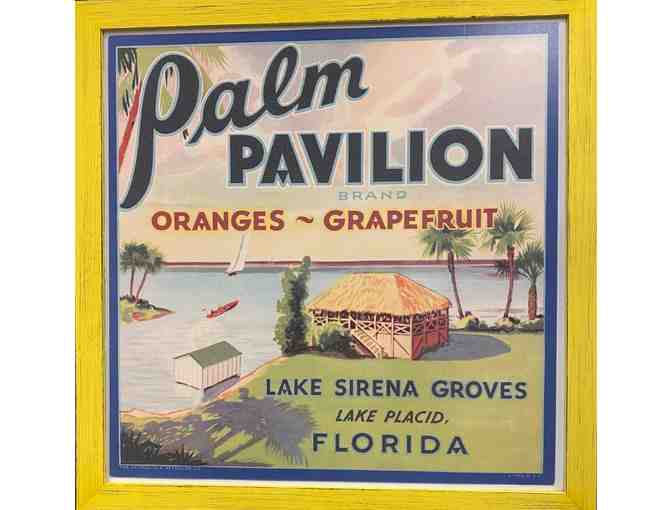 Palm
PAVILION
BRAND
ORANGES ~ GRAPEFRUIT
LAKE SIRENA GROVES
LAKE PLACID,
FLORIDA